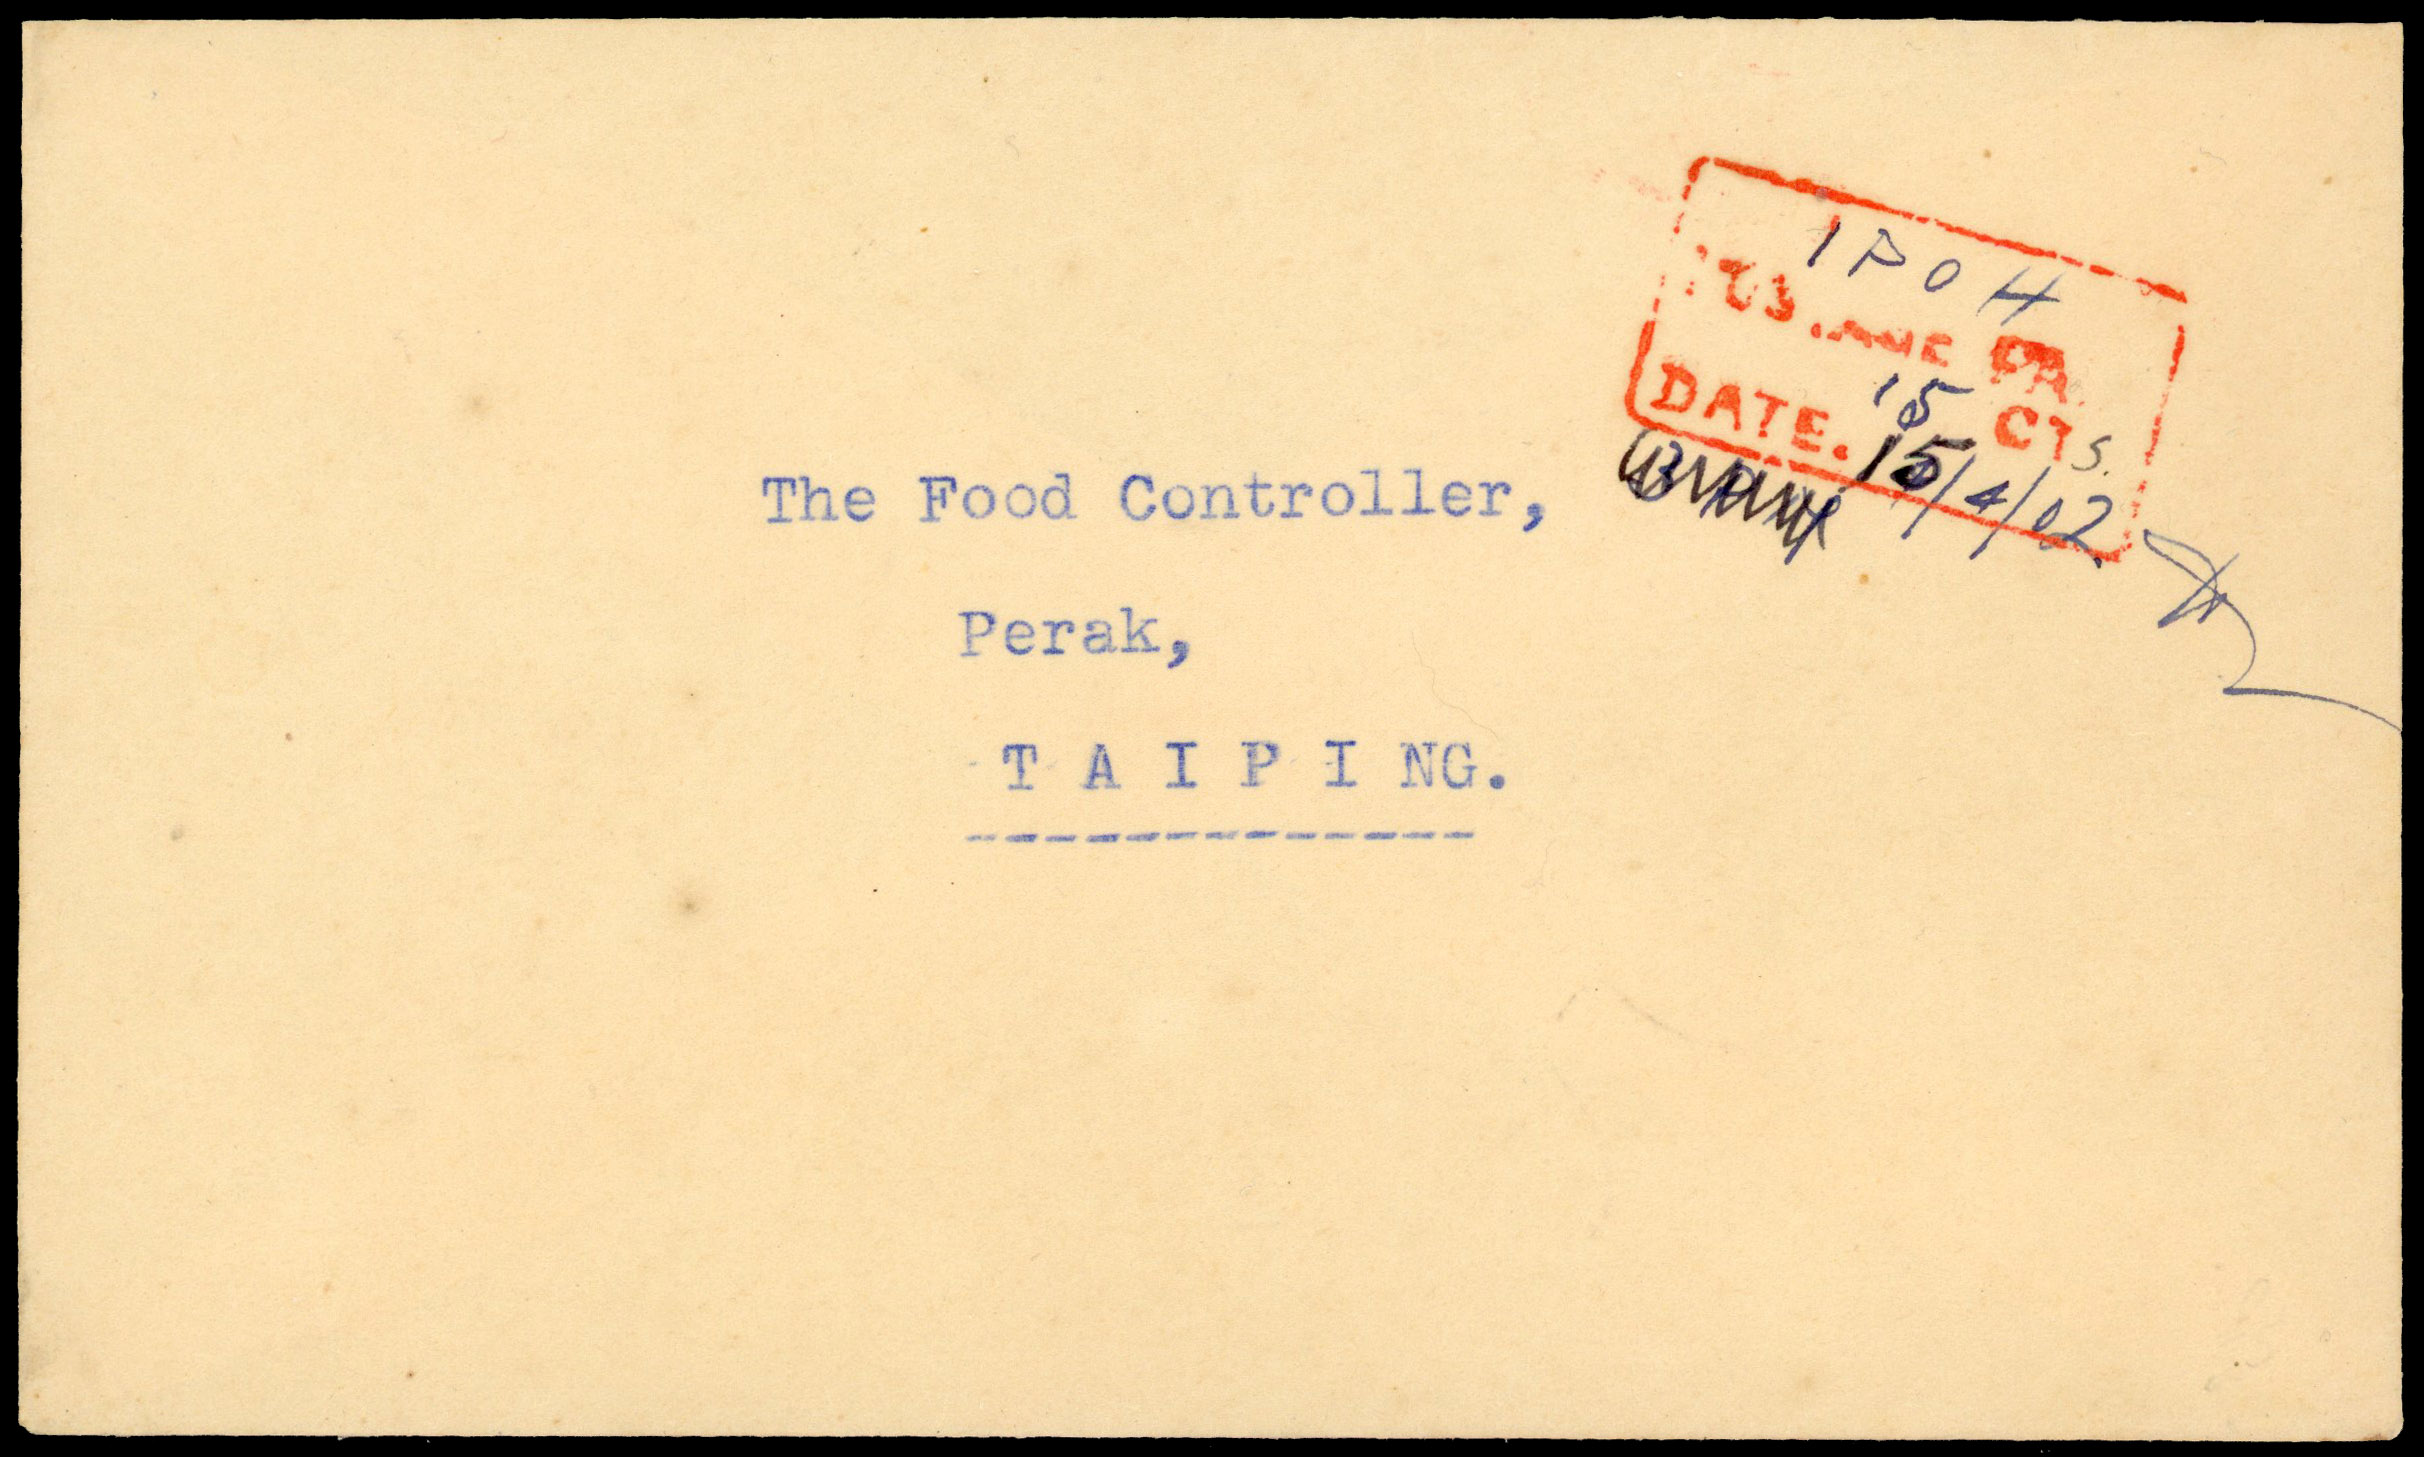 IPOH
DATE. 15 CTS.
15/4/02
The Food Controller,
Perak,
T A I P I NG.
--------------